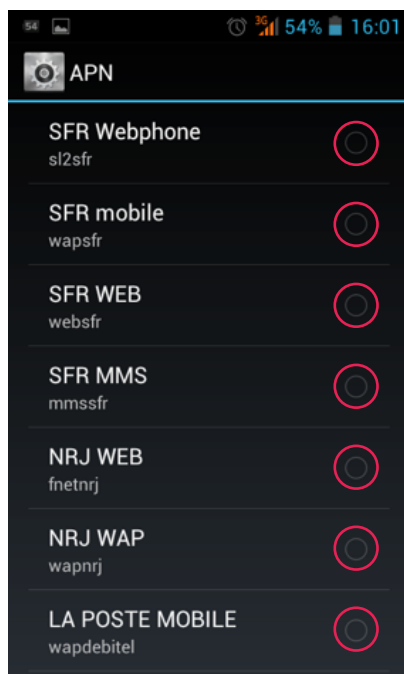 54 3G 54% 16:01
APN
SFR Webphone
sl2sfr
SFR mobile
wapsfr
SFR WEB
websfr
SFR MMS
mmssfr
NRJ WEB
fnetnrj
NRJ WAP
wapnrj
LA POSTE MOBILE
wapdebitel